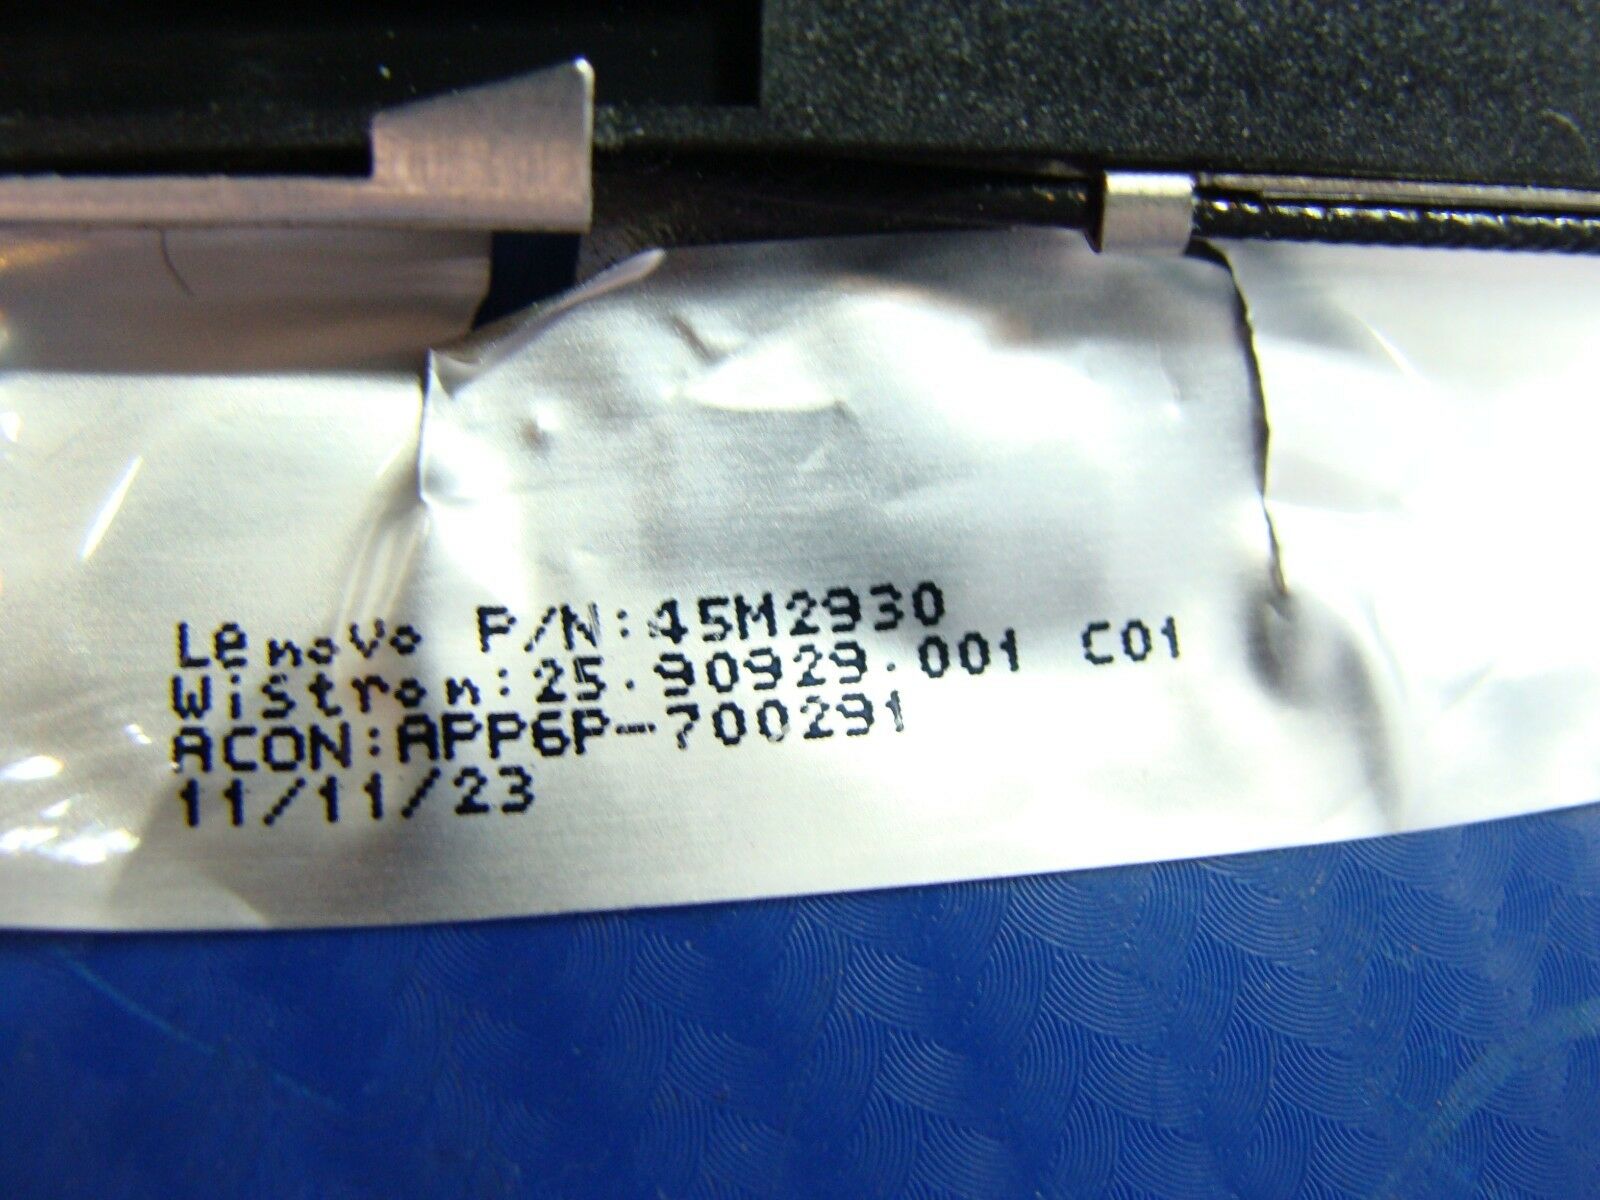 Lenovo P/N:45M2930
Wistron:25.90929.001 C01
ACON:APP6P-700291
11/11/23